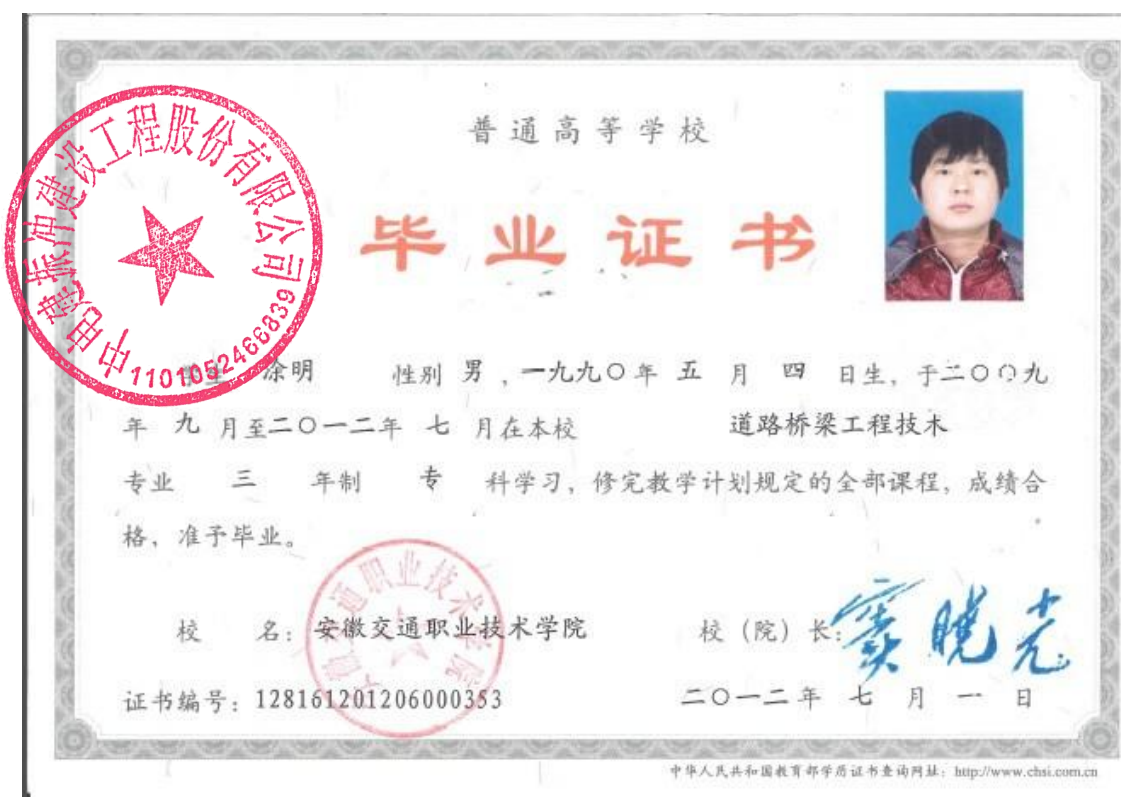 普通高等学校
毕业证书
涂明 性别 男 ，一九九〇年 五 月 四 日生，于二〇〇九
年 九 月至二〇一二年 七 月在本校 道路桥梁工程技术
专业 三 年制 专 科学习，修完教学计划规定的全部课程，成绩合
格，准予毕业。
校 名：安徽交通职业技术学院 校（院）长：窦晓光
证书编号：128161201206000353 二〇一二年 七 月 一 日
中华人民共和国教育部学历证书查询网址：http://www.chsi.com.cn
中电建振冲建设工程股份有限公司
1101052466839